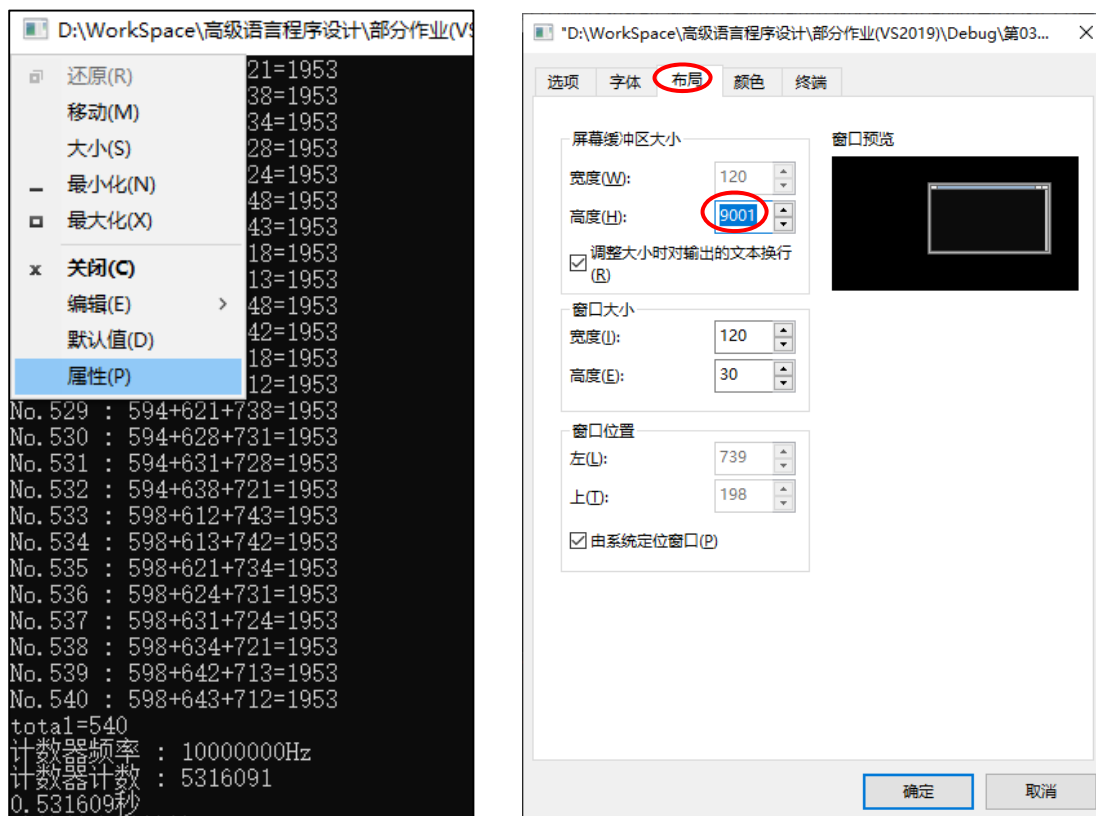 D:\WorkSpace\高级语言程序设计\部分作业(VS
还原(R)
移动(M)
大小(S)
最小化(N)
最大化(X)
关闭(C)
编辑(E)
默认值(D)
属性(P)
21=1953
38=1953
34=1953
28=1953
24=1953
48=1953
43=1953
18=1953
13=1953
48=1953
42=1953
18=1953
12=1953
No.529 : 594+621+738=1953
No.530 : 594+628+731=1953
No.531 : 594+631+728=1953
No.532 : 594+638+721=1953
No.533 : 598+612+743=1953
No.534 : 598+613+742=1953
No.535 : 598+621+734=1953
No.536 : 598+624+731=1953
No.537 : 598+631+724=1953
No.538 : 598+634+721=1953
No.539 : 598+642+713=1953
No.540 : 598+643+712=1953
total=540
计数器频率 : 10000000Hz
计数器计数 : 5316091
0.531609秒
"D:\WorkSpace\高级语言程序设计\部分作业(VS2019)\Debug\第03...
选项 字体 布局 颜色 终端
屏幕缓冲区大小
宽度(W): 120
高度(H): 9001
调整大小时对输出的文本换行
(R)
窗口大小
宽度(I): 120
高度(E): 30
窗口位置
左(L): 739
上(T): 198
由系统定位窗口(P)
窗口预览
确定 取消